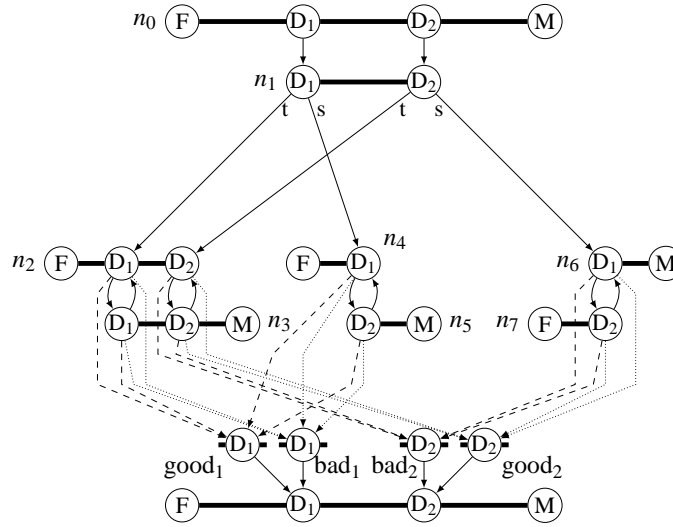 n₀ F D₁ D₂ M
n₁ D₁ D₂
t s t s
n₂ F D₁ D₂ F D₁ n₄ n₆ D₁ M
D₁ D₂ M n₃ D₂ M n₅ n₇ F D₂
D₁ D₁ D₂ D₂
good₁ bad₁ bad₂ good₂
F D₁ D₂ M